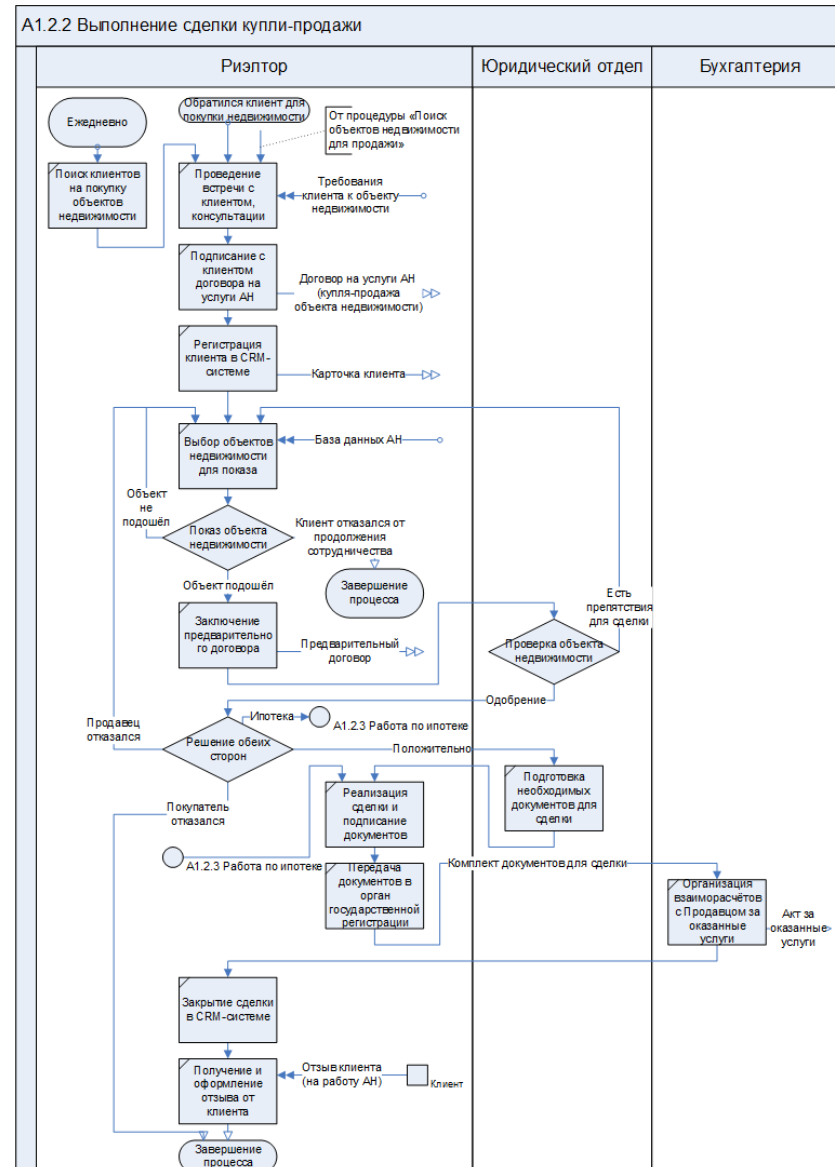 А1.2.2 Выполнение сделки купли-продажи
Риэлтор
Юридический отдел
Бухгалтерия
Ежедневно
Обратился клиент для
покупки недвижимости
От процедуры «Поиск
объектов недвижимости
для продажи»
Поиск клиентов
на покупку
объектов
недвижимости
Проведение
встречи с
клиентом,
консультации
Требования
клиента к объекту
недвижимости
Подписание с
клиентом
договора на
услуги АН
Договор на услуги АН
(купля-продажа
объекта недвижимости)
Регистрация
клиента в CRM-
системе
Карточка клиента
Выбор объектов
недвижимости
для показа
База данных АН
Объект
не
подошёл
Показ объекта
недвижимости
Клиент отказался от
продолжения
сотрудничества
Объект подошёл
Завершение
процесса
Есть
препятствия
для сделки
Заключение
предварительно
го договора
Предварительный
договор
Проверка объекта
недвижимости
Одобрение
Ипотека
А1.2.3 Работа по ипотеке
Продавец
отказался
Решение обеих
сторон
Положительно
Реализация
сделки и
подписание
документов
Подготовка
необходимых
документов для
сделки
Покупатель
отказался
А1.2.3 Работа по ипотеке
Передача
документов в
орган
государственной
регистрации
Комплект документов для сделки
Организация
взаиморасчётов
с Продавцом за
оказанные
услуги
Акт за
оказанные
услуги
Закрытие сделки
в CRM-системе
Получение и
оформление
отзыва от
клиента
Отзыв клиента
(на работу АН)
Клиент
Завершение
процесса